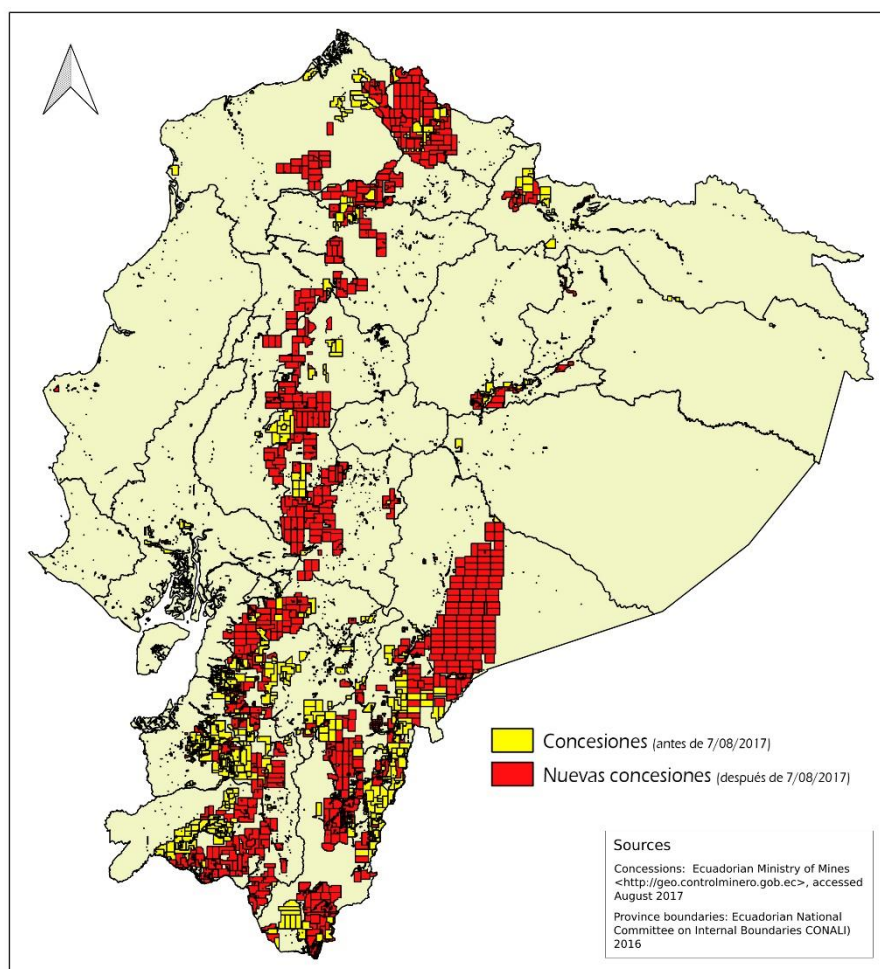 Concesiones (antes de 7/08/2017)
Nuevas concesiones (después de 7/08/2017)
Sources
Concessions: Ecuadorian Ministry of Mines
<http://geo.controlminero.gob.ec>, accessed
August 2017
Province boundaries: Ecuadorian National
Committee on Internal Boundaries CONALI)
2016